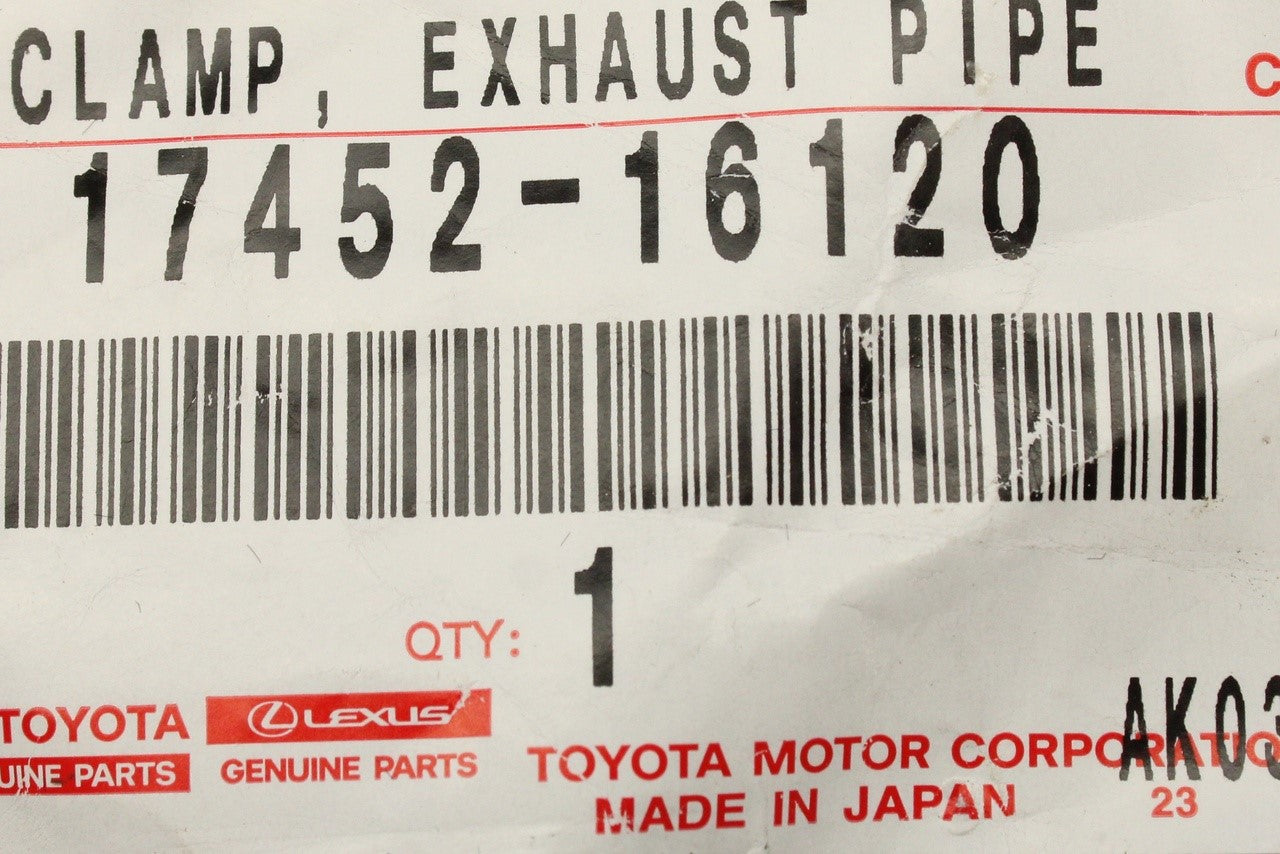 CLAMP, EXHAUST PIPE
C
17452-16120
QTY: 1
TOYOTA
UINE PARTS
LEXUS
GENUINE PARTS
AK03
TOYOTA MOTOR CORPORATIO
MADE IN JAPAN
23